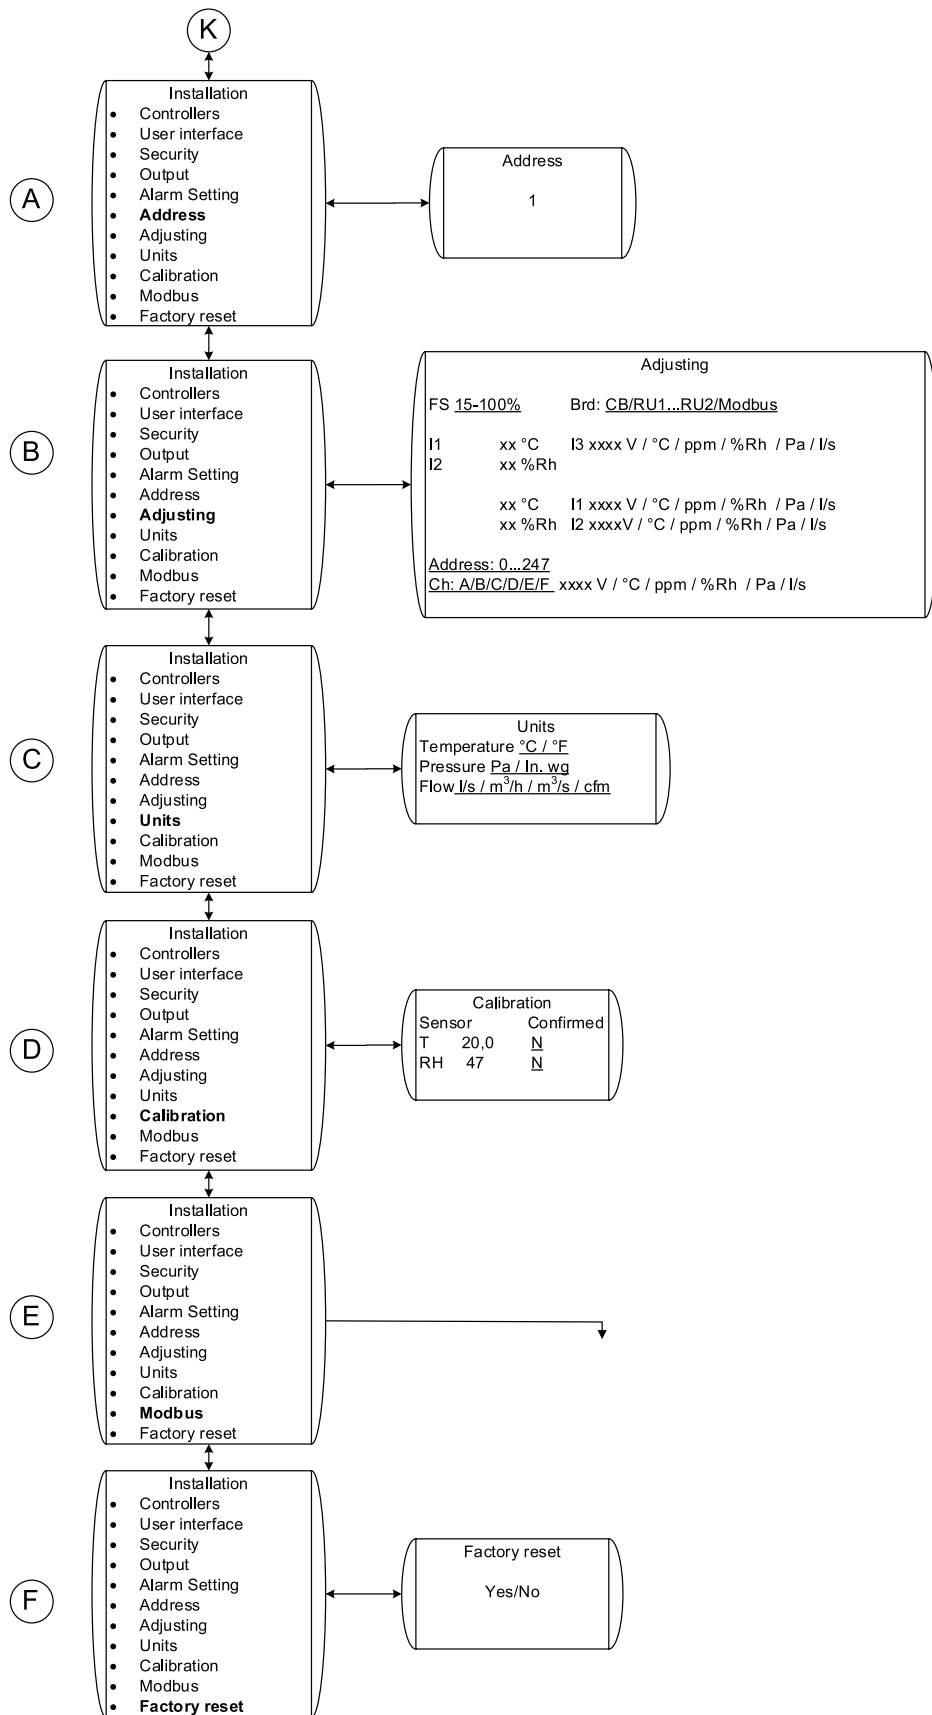 K
A
Installation
• Controllers
• User interface
• Security
• Output
• Alarm Setting
• Address
• Adjusting
• Units
• Calibration
• Modbus
• Factory reset
Address
1
B
Installation
• Controllers
• User interface
• Security
• Output
• Alarm Setting
• Address
• Adjusting
• Units
• Calibration
• Modbus
• Factory reset
Adjusting
FS 15-100% Brd: CB/RU1...RU2/Modbus
I1 xx °C I3 xxxx V / °C / ppm / %Rh / Pa / l/s
I2 xx %Rh
xx °C I1 xxxx V / °C / ppm / %Rh / Pa / l/s
xx %Rh I2 xxxxV / °C / ppm / %Rh / Pa / l/s
Address: 0...247
Ch: A/B/C/D/E/F xxxx V / °C / ppm / %Rh / Pa / l/s
C
Installation
• Controllers
• User interface
• Security
• Output
• Alarm Setting
• Address
• Adjusting
• Units
• Calibration
• Modbus
• Factory reset
Units
Temperature °C / °F
Pressure Pa / In. wg
Flow l/s / m³/h / m³/s / cfm
D
Installation
• Controllers
• User interface
• Security
• Output
• Alarm Setting
• Address
• Adjusting
• Units
• Calibration
• Modbus
• Factory reset
Calibration
Sensor Confirmed
T 20,0 N
RH 47 N
E
Installation
• Controllers
• User interface
• Security
• Output
• Alarm Setting
• Address
• Adjusting
• Units
• Calibration
• Modbus
• Factory reset
F
Installation
• Controllers
• User interface
• Security
• Output
• Alarm Setting
• Address
• Adjusting
• Units
• Calibration
• Modbus
• Factory reset
Factory reset
Yes/No